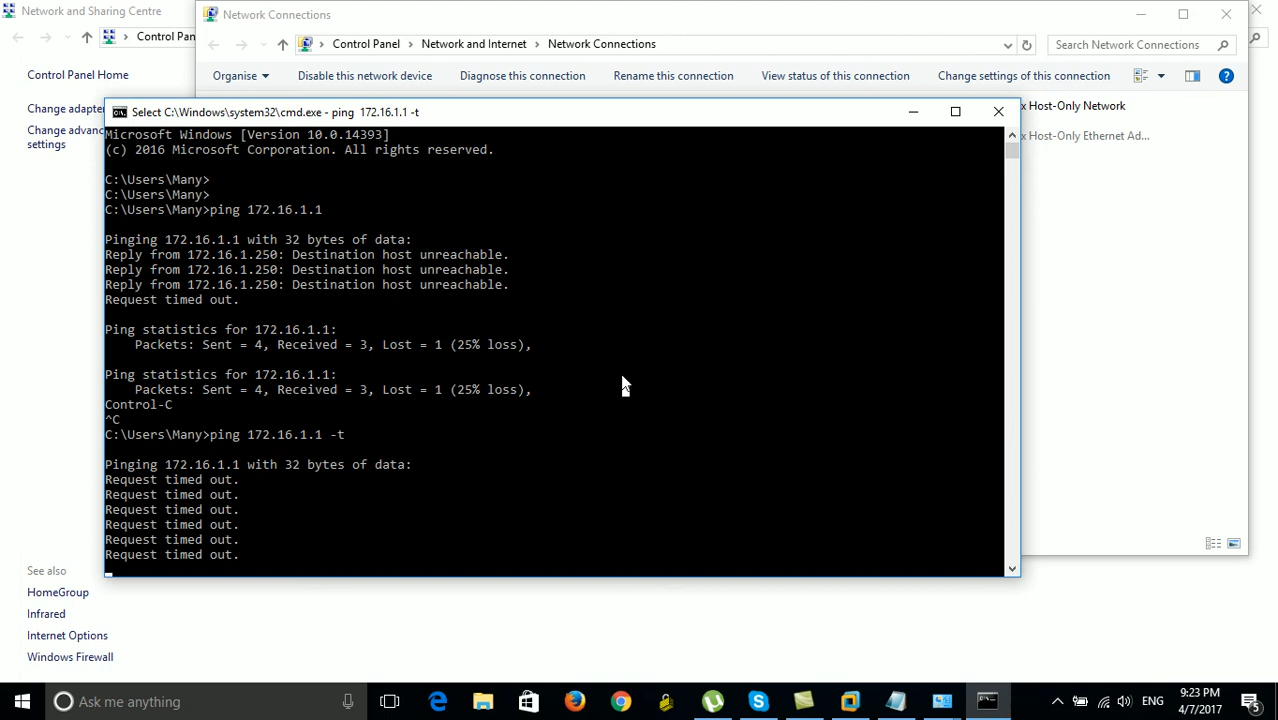 Network and Sharing Centre
Network Connections
Control Pan
Control Panel
Network and Internet
Network Connections
Search Network Connections
Control Panel Home
Organise
Disable this network device
Diagnose this connection
Rename this connection
View status of this connection
Change settings of this connection
Change adapter
Change advanc
settings
Select C:\Windows\system32\cmd.exe - ping  172.16.1.1 -t
x Host-Only Network
x Host-Only Ethernet Ad...
Microsoft Windows [Version 10.0.14393]
(c) 2016 Microsoft Corporation. All rights reserved.
C:\Users\Many>
C:\Users\Many>
C:\Users\Many>ping 172.16.1.1
Pinging 172.16.1.1 with 32 bytes of data:
Reply from 172.16.1.250: Destination host unreachable.
Reply from 172.16.1.250: Destination host unreachable.
Reply from 172.16.1.250: Destination host unreachable.
Request timed out.
Ping statistics for 172.16.1.1:
    Packets: Sent = 4, Received = 3, Lost = 1 (25% loss),
Ping statistics for 172.16.1.1:
    Packets: Sent = 4, Received = 3, Lost = 1 (25% loss),
Control-C
^C
C:\Users\Many>ping 172.16.1.1 -t
Pinging 172.16.1.1 with 32 bytes of data:
Request timed out.
Request timed out.
Request timed out.
Request timed out.
Request timed out.
Request timed out.
See also
HomeGroup
Infrared
Internet Options
Windows Firewall
Ask me anything
ENG
9:23 PM
4/7/2017
5